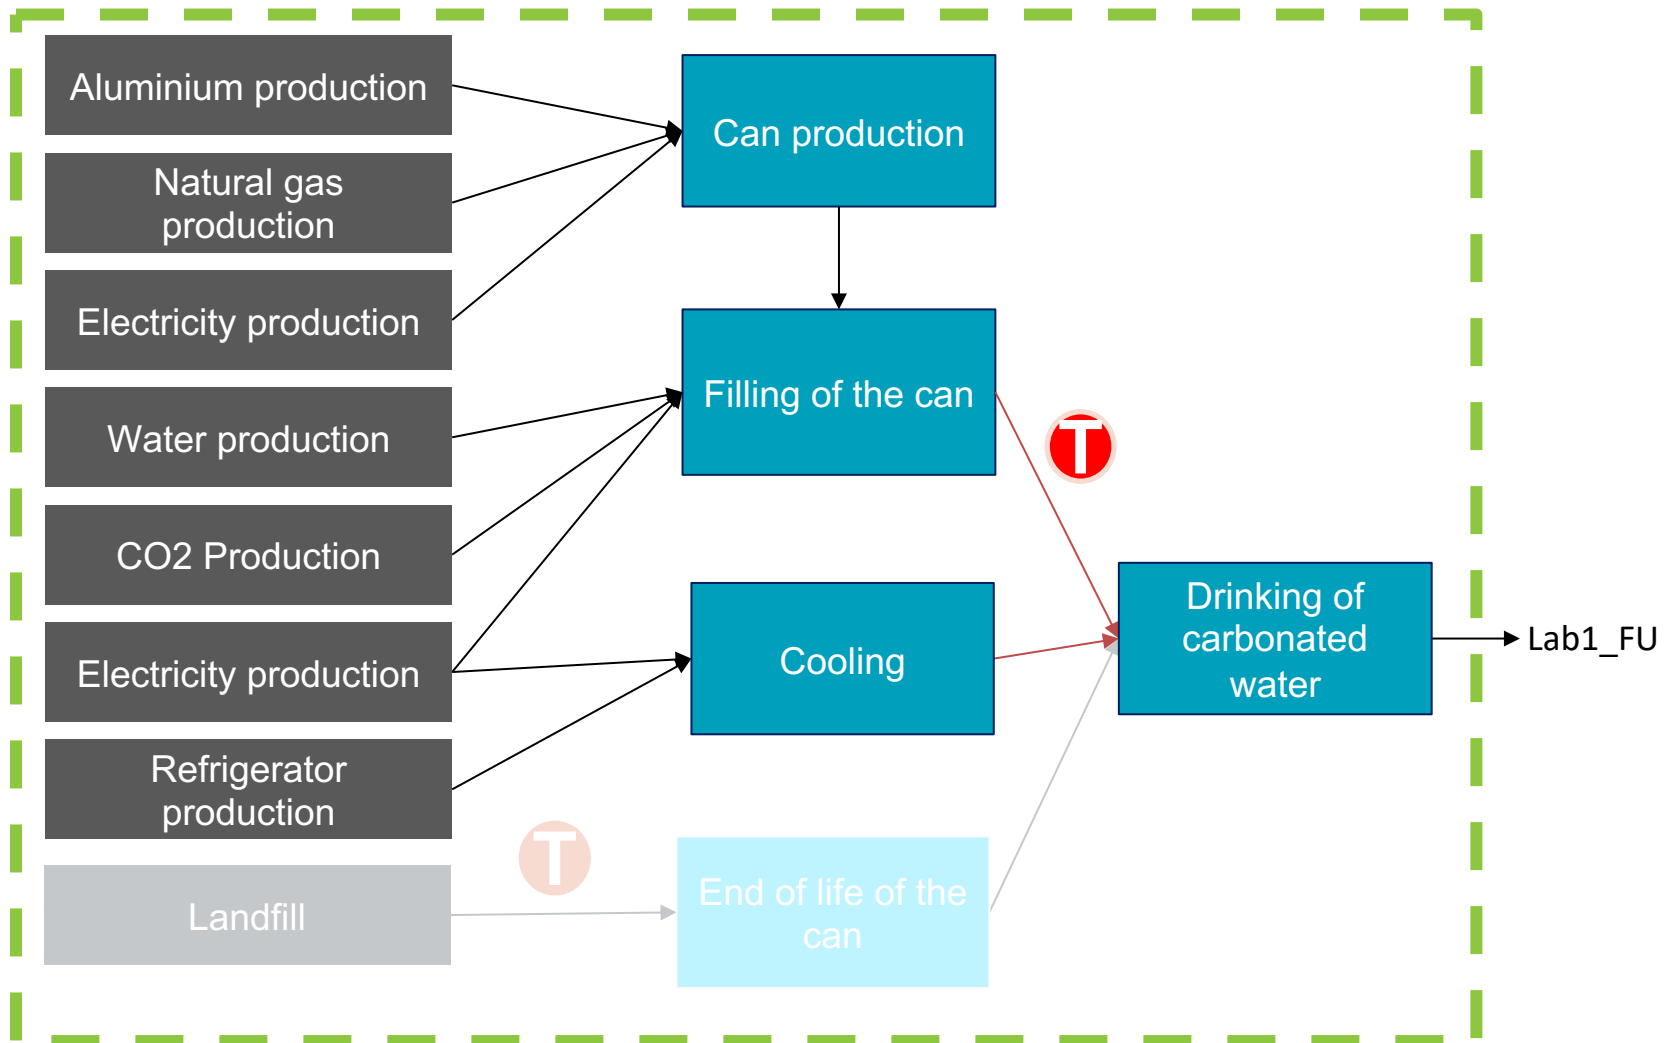 Aluminium production
Natural gas
production
Electricity production
Water production
CO2 Production
Electricity production
Refrigerator
production
Landfill
T
Can production
Filling of the can
Cooling
End of life of the
can
T
Drinking of
carbonated
water
Lab1_FU